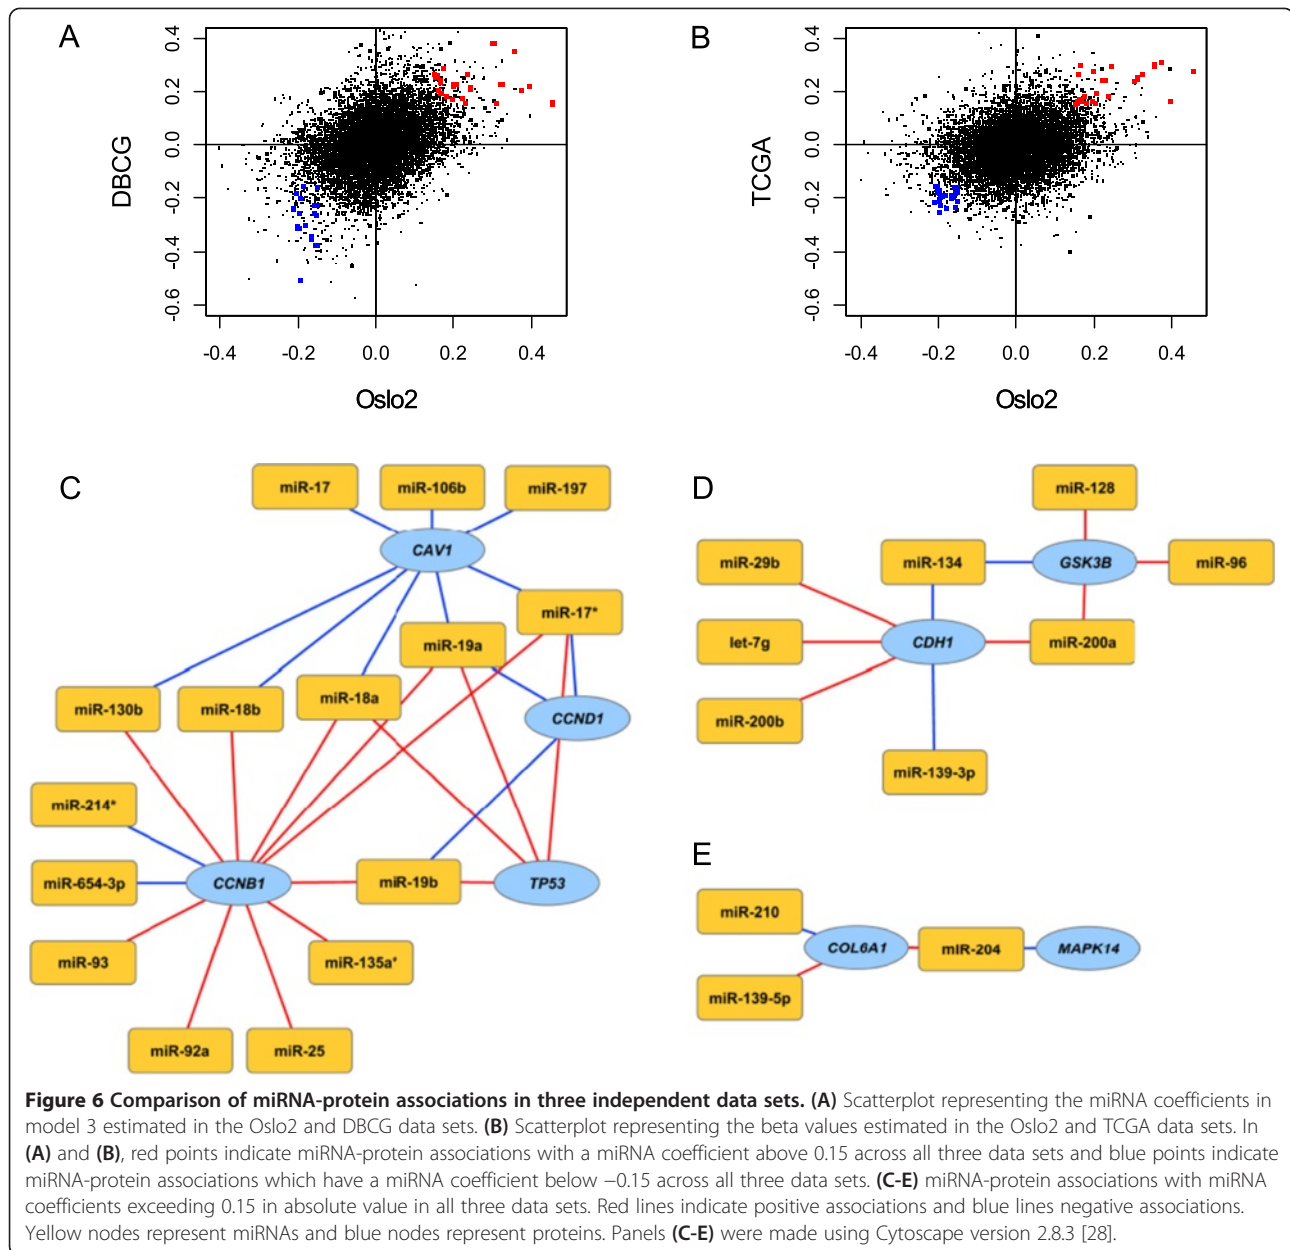 A
B
0.4
0.2
0.0
-0.2
-0.4
-0.6
DBCG
-0.4 -0.2 0.0 0.2 0.4
Oslo2
0.4
0.2
0.0
-0.2
-0.4
-0.6
TCGA
-0.4 -0.2 0.0 0.2 0.4
Oslo2
C
miR-17 miR-106b miR-197
CAV1
miR-17*
miR-19a
miR-18a
miR-130b miR-18b
CCND1
miR-214*
miR-654-3p CCNB1 miR-19b TP53
miR-93 miR-135a*
miR-92a miR-25
D
miR-128
miR-29b miR-134 GSK3B miR-96
let-7g CDH1 miR-200a
miR-200b
miR-139-3p
E
miR-210
COL6A1 miR-204 MAPK14
miR-139-5p
Figure 6 Comparison of miRNA-protein associations in three independent data sets. (A) Scatterplot representing the miRNA coefficients in
model 3 estimated in the Oslo2 and DBCG data sets. (B) Scatterplot representing the beta values estimated in the Oslo2 and TCGA data sets. In
(A) and (B), red points indicate miRNA-protein associations with a miRNA coefficient above 0.15 across all three data sets and blue points indicate
miRNA-protein associations which have a miRNA coefficient below −0.15 across all three data sets. (C-E) miRNA-protein associations with miRNA
coefficients exceeding 0.15 in absolute value in all three data sets. Red lines indicate positive associations and blue lines negative associations.
Yellow nodes represent miRNAs and blue nodes represent proteins. Panels (C-E) were made using Cytoscape version 2.8.3 [28].